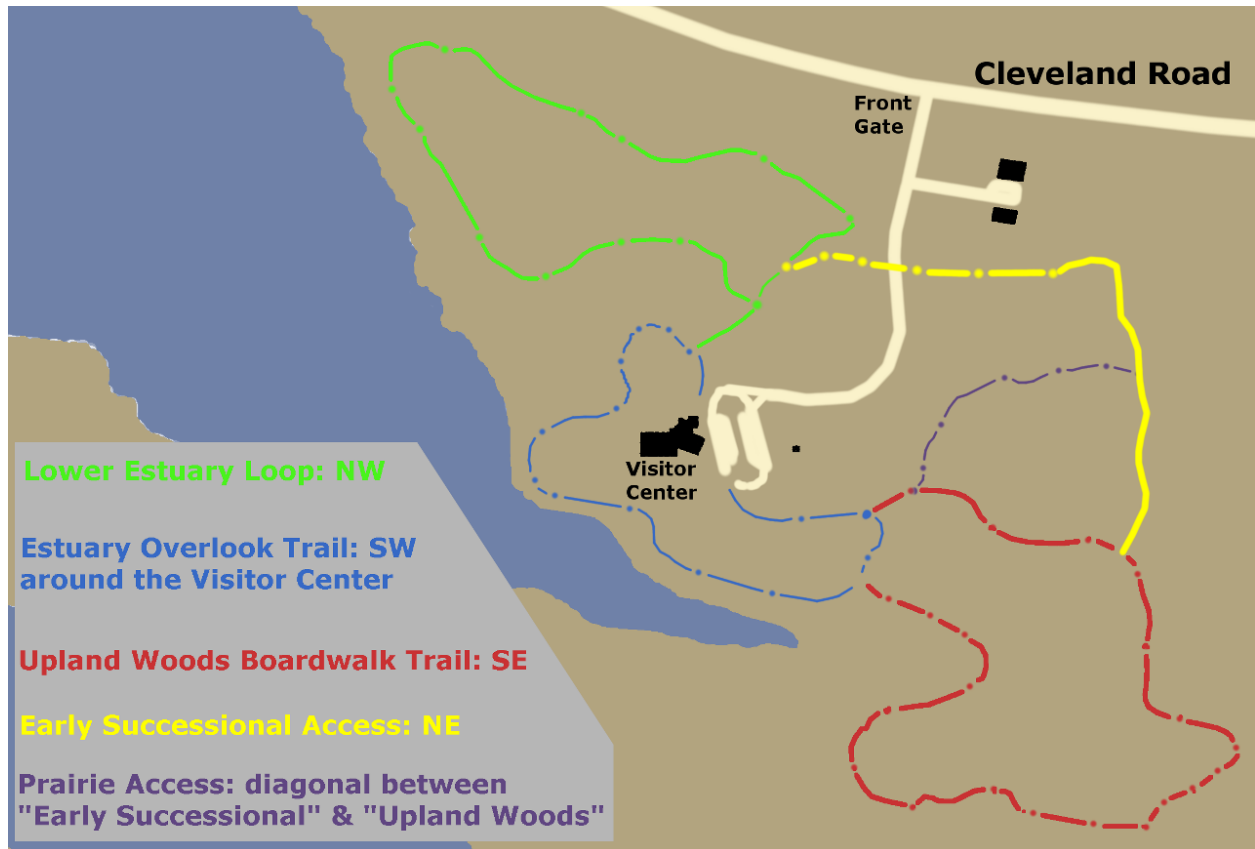 Cleveland Road
Front
Gate
Visitor
Center
Lower Estuary Loop: NW
Estuary Overlook Trail: SW
around the Visitor Center
Upland Woods Boardwalk Trail: SE
Early Successional Access: NE
Prairie Access: diagonal between
"Early Successional" & "Upland Woods"